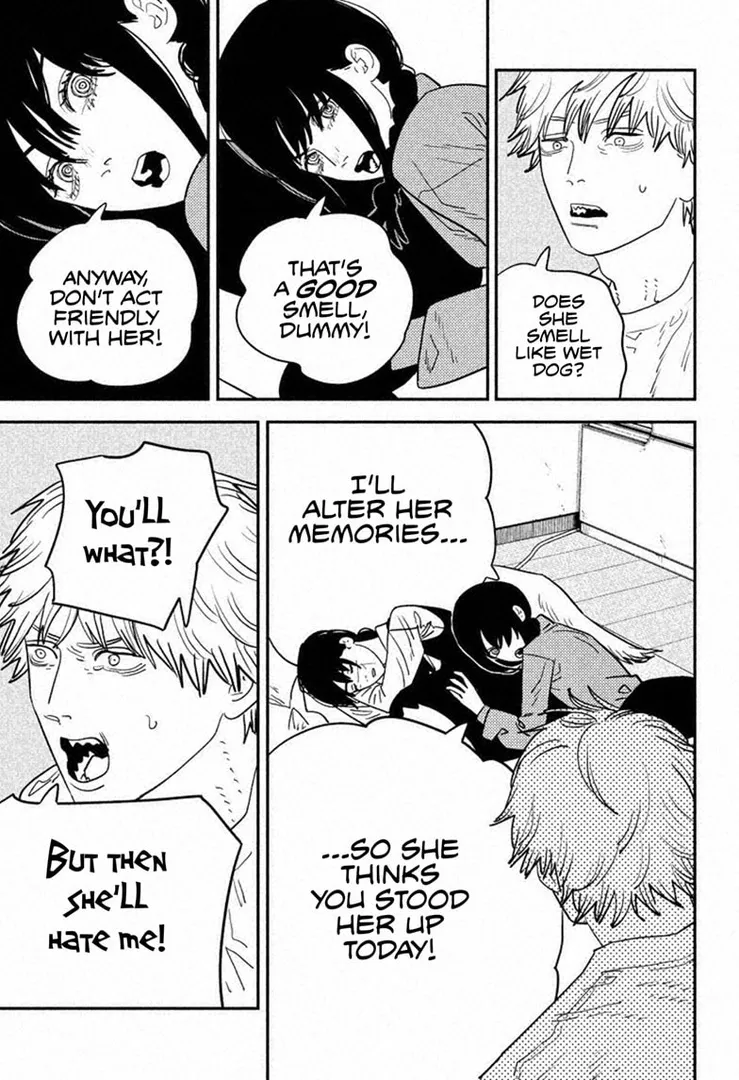 DOES
SHE
SMELL
LIKE WET
DOG?
THAT'S
A GOOD
SMELL,
DUMMY!
ANYWAY,
DON'T ACT
FRIENDLY
WITH HER!
I'LL
ALTER HER
MEMORIES...
...SO SHE
THINKS
YOU STOOD
HER UP
TODAY!
YOU'LL
WHAT?!
BUT THEN
SHE'LL
HATE ME!